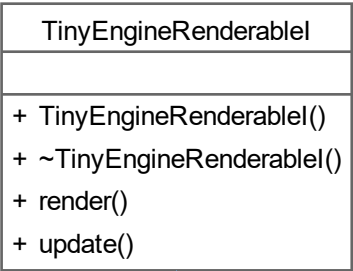 TinyEngineRenderableI
+ TinyEngineRenderableI()
+ ~TinyEngineRenderableI()
+ render()
+ update()